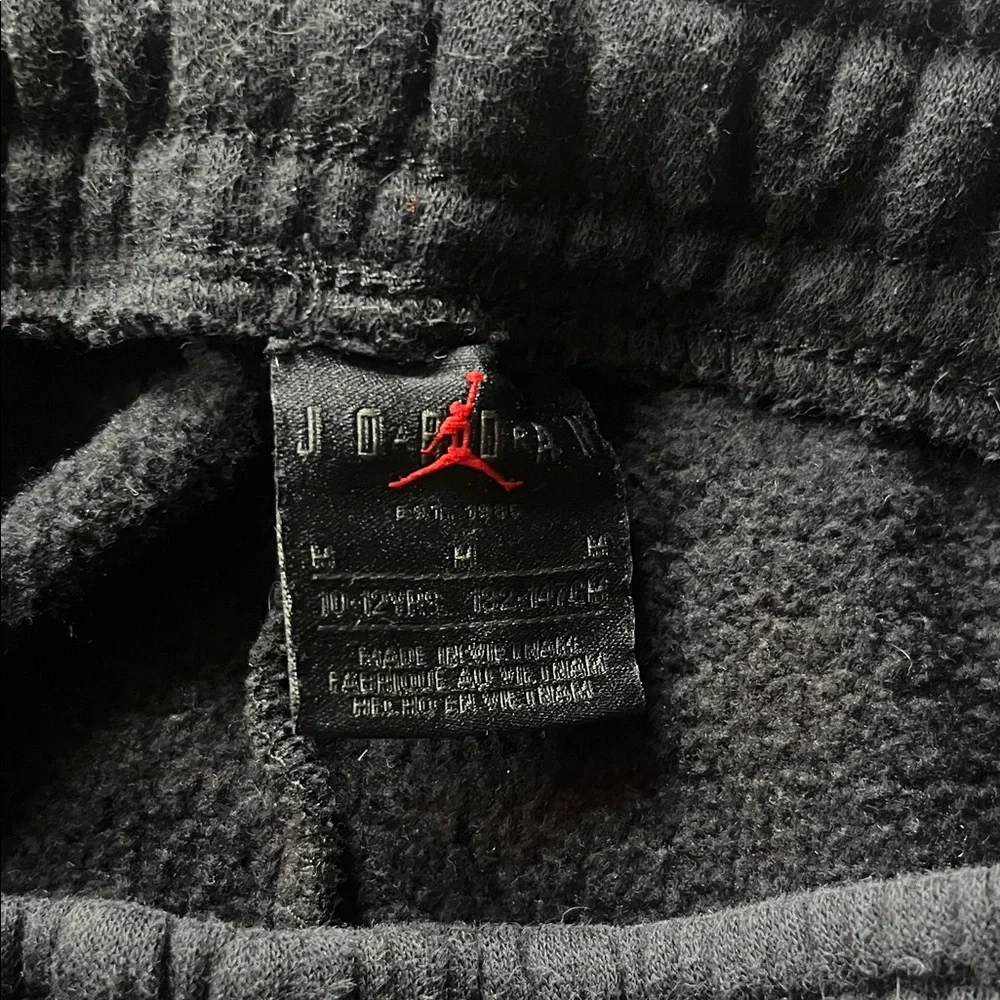 JORDAN
EST. 1985
M M M
10-12YRS 132-147CM
MADE IN VIETNAM
FABRIQUE AU VIETNAM
HECHO EN VIETNAM